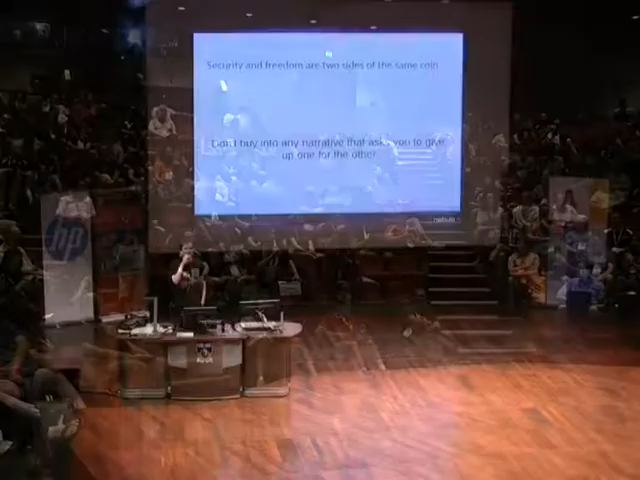 Security and freedom are two sides of the same coin
Don't buy into any narrative that asks you to give
up one for the other
hp